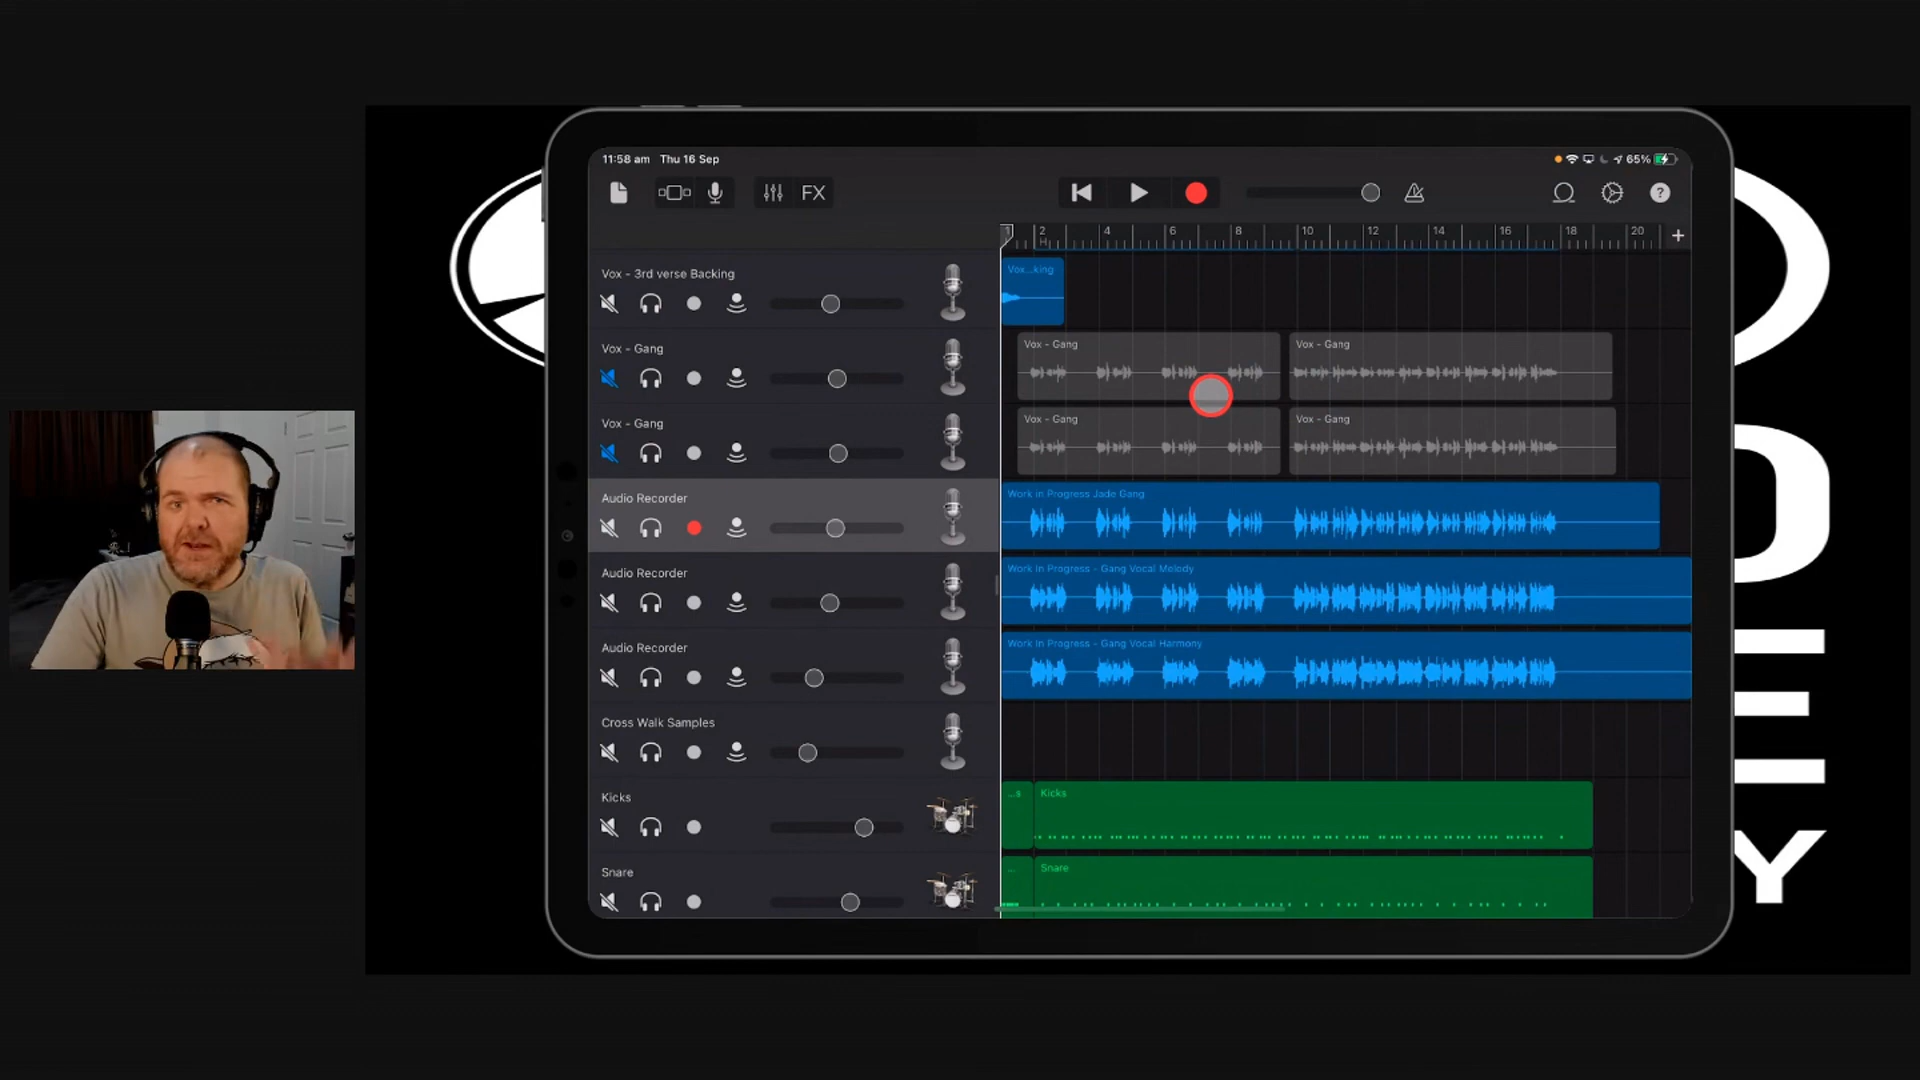 11:58 am Thu 16 Sep
65%
FX
?
1 2 4 6 8 10 12 14 16 18 20 +
Vox - 3rd verse Backing
Vox...king
Vox - Gang
Vox - Gang
Vox - Gang
Vox - Gang
Vox - Gang
Vox - Gang
Audio Recorder
Work in Progress Jade Gang
Audio Recorder
Work In Progress - Gang Vocal Melody
Audio Recorder
Work In Progress - Gang Vocal Harmony
Cross Walk Samples
Kicks
...s
Kicks
Snare
...
Snare
D
E
Y